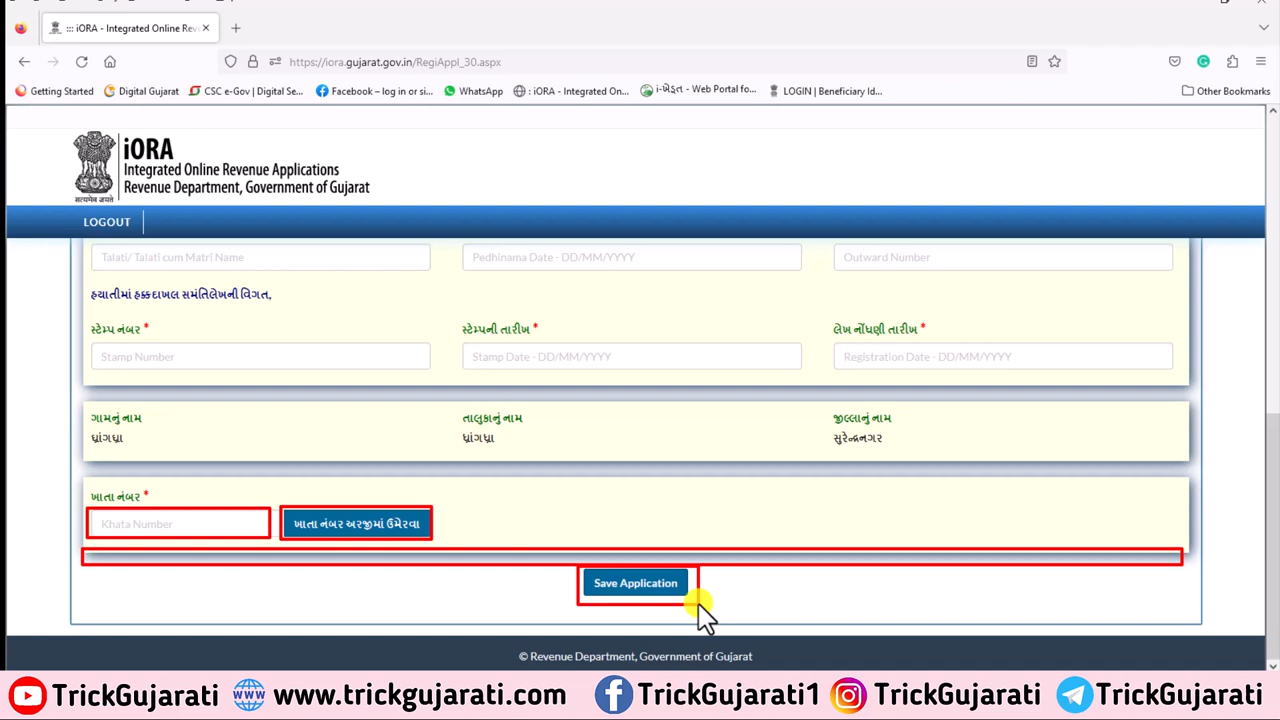 ::: iORA - Integrated Online Rev
https://iora.gujarat.gov.in/RegiAppl_30.aspx
Getting Started Digital Gujarat CSC e-Gov | Digital Se... Facebook – log in or si... WhatsApp : iORA - Integrated On... i-ખેડૂત - Web Portal fo... LOGIN | Beneficiary Id... Other Bookmarks
iORA
Integrated Online Revenue Applications
Revenue Department, Government of Gujarat
सत्यमेव जयते
LOGOUT
Talati/ Talati cum Matri Name Pedhinama Date - DD/MM/YYYY Outward Number
હયાતીમાં હક્કદાખલ સમંતિલેખની વિગત,
સ્ટેમ્પ નંબર * સ્ટેમ્પની તારીખ * લેખ નોંધણી તારીખ *
Stamp Number Stamp Date - DD/MM/YYYY Registration Date - DD/MM/YYYY
ગામનું નામ તાલુકાનું નામ જીલ્લાનું નામ
ધ્રાંગધ્રા ધ્રાંગધ્રા સુરેન્દ્રનગર
ખાતા નંબર *
Khata Number ખાતા નંબર અરજીમાં ઉમેરવા
Save Application
© Revenue Department, Government of Gujarat
TrickGujarati www.trickgujarati.com TrickGujarati1 TrickGujarati TrickGujarati